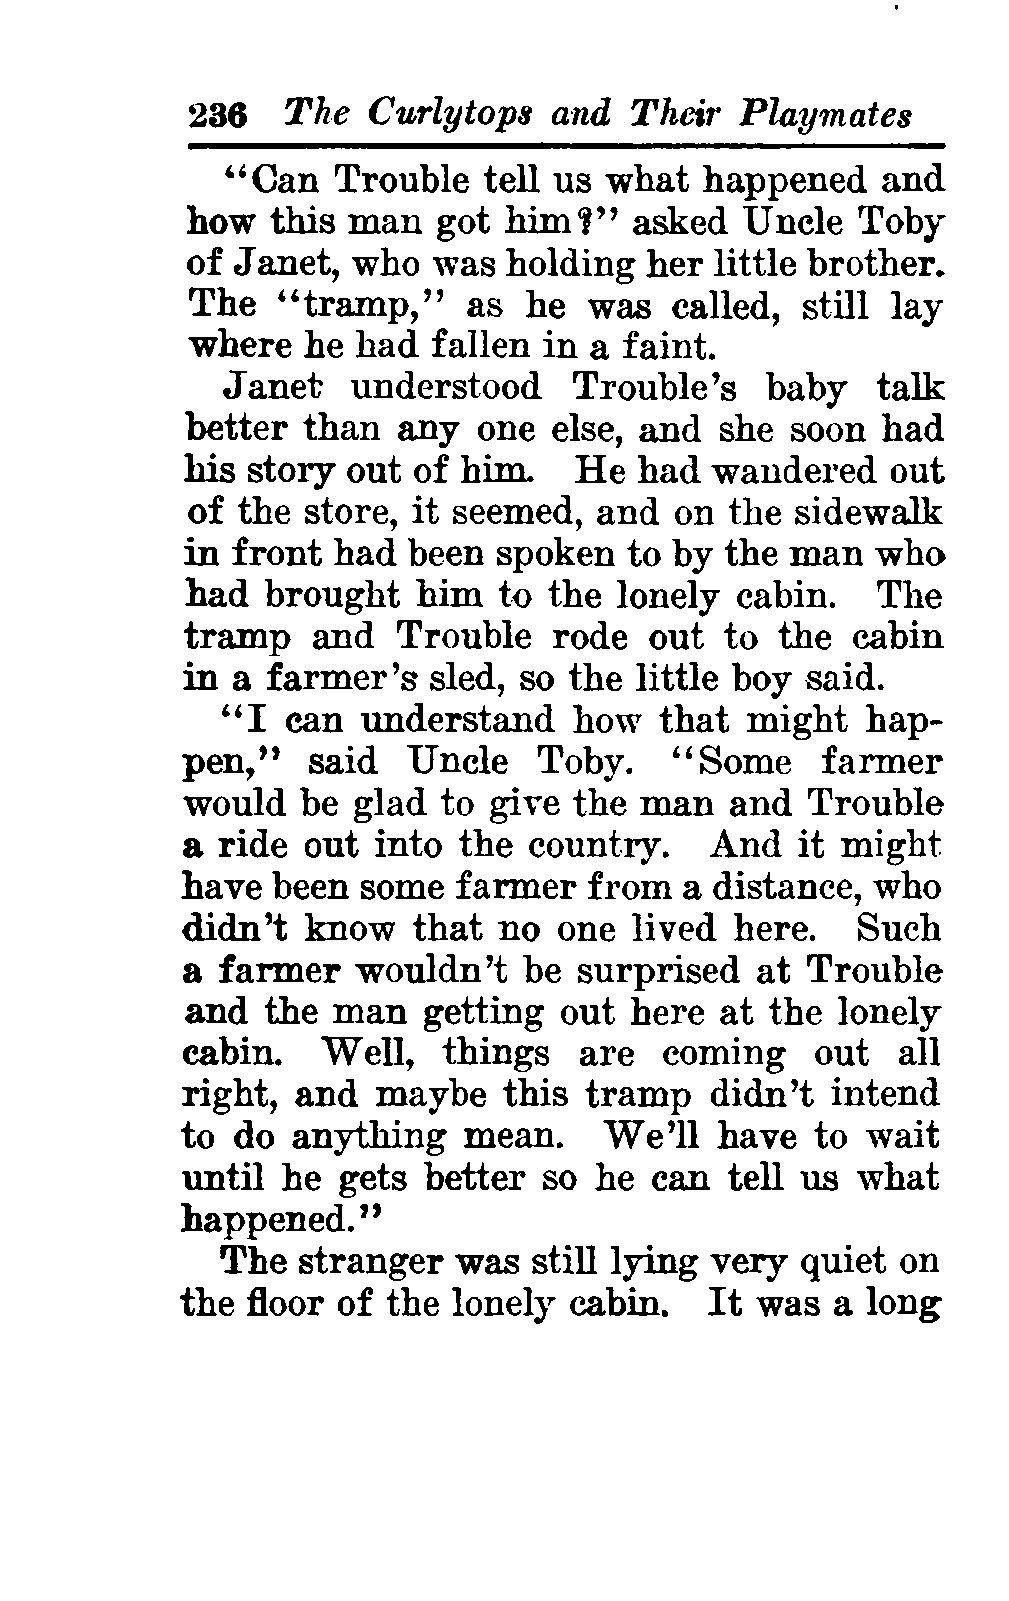 236 The Curlytops and Their Playmates
“Can Trouble tell us what happened and
how this man got him?” asked Uncle Toby
of Janet, who was holding her little brother.
The “tramp,” as he was called, still lay
where he had fallen in a faint.
Janet understood Trouble’s baby talk
better than any one else, and she soon had
his story out of him. He had wandered out
of the store, it seemed, and on the sidewalk
in front had been spoken to by the man who
had brought him to the lonely cabin. The
tramp and Trouble rode out to the cabin
in a farmer’s sled, so the little boy said.
“I can understand how that might hap-
pen,” said Uncle Toby. “Some farmer
would be glad to give the man and Trouble
a ride out into the country. And it might
have been some farmer from a distance, who
didn’t know that no one lived here. Such
a farmer wouldn’t be surprised at Trouble
and the man getting out here at the lonely
cabin. Well, things are coming out all
right, and maybe this tramp didn’t intend
to do anything mean. We’ll have to wait
until he gets better so he can tell us what
happened.”
The stranger was still lying very quiet on
the floor of the lonely cabin. It was a long